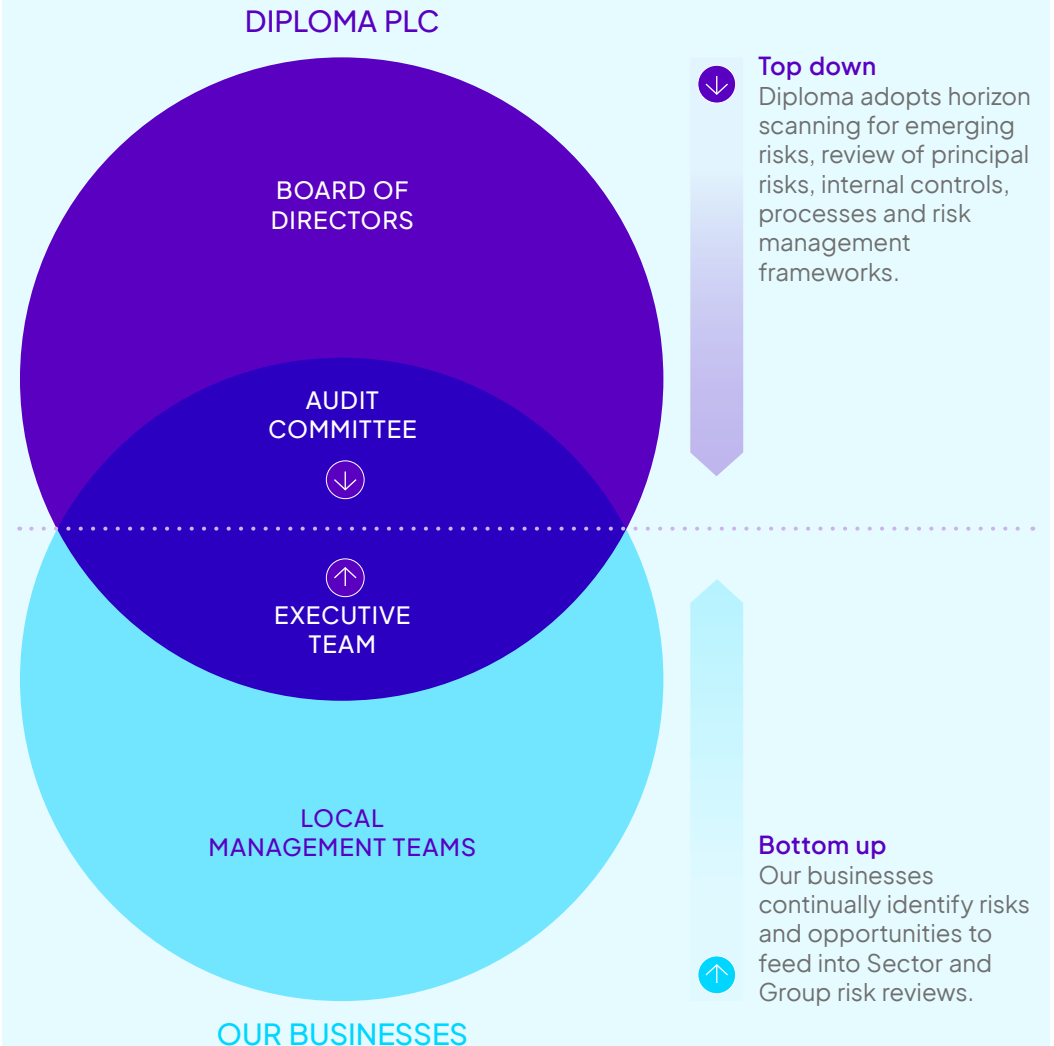 DIPLOMA PLC
BOARD OF
DIRECTORS
AUDIT
COMMITTEE
EXECUTIVE
TEAM
LOCAL
MANAGEMENT TEAMS
OUR BUSINESSES
Top down
Diploma adopts horizon
scanning for emerging
risks, review of principal
risks, internal controls,
processes and risk
management
frameworks.
Bottom up
Our businesses
continually identify risks
and opportunities to
feed into Sector and
Group risk reviews.